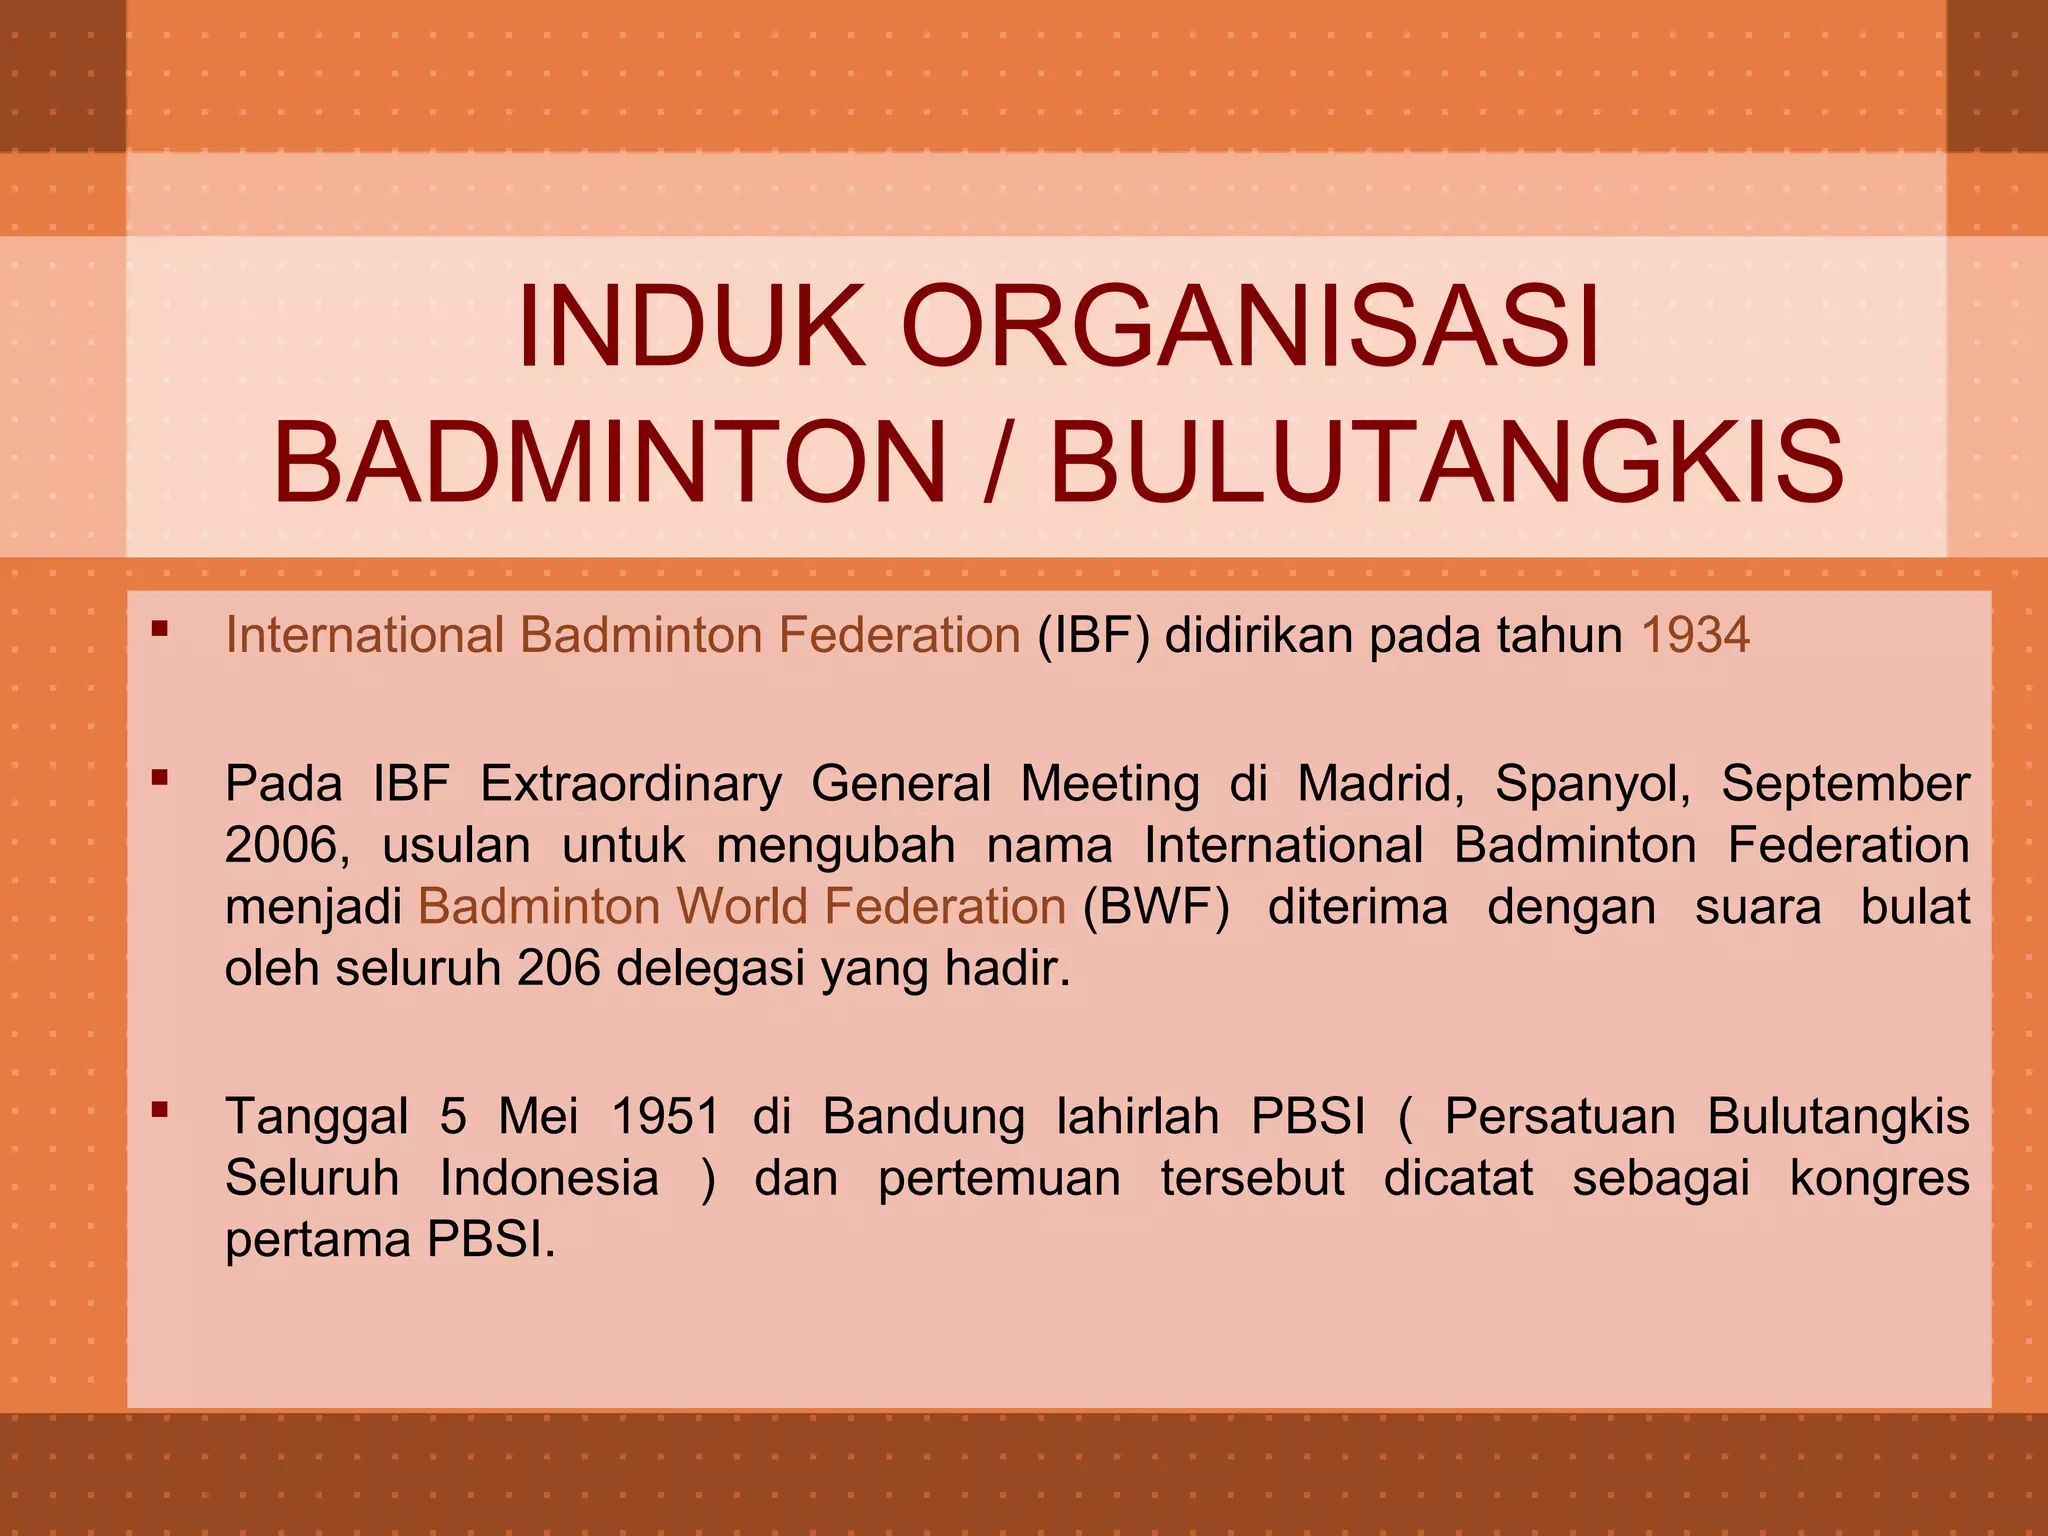 INDUK ORGANISASI
BADMINTON / BULUTANGKIS
▪ International Badminton Federation (IBF) didirikan pada tahun 1934
▪ Pada IBF Extraordinary General Meeting di Madrid, Spanyol, September
2006, usulan untuk mengubah nama International Badminton Federation
menjadi Badminton World Federation (BWF) diterima dengan suara bulat
oleh seluruh 206 delegasi yang hadir.
▪ Tanggal 5 Mei 1951 di Bandung lahirlah PBSI ( Persatuan Bulutangkis
Seluruh Indonesia ) dan pertemuan tersebut dicatat sebagai kongres
pertama PBSI.